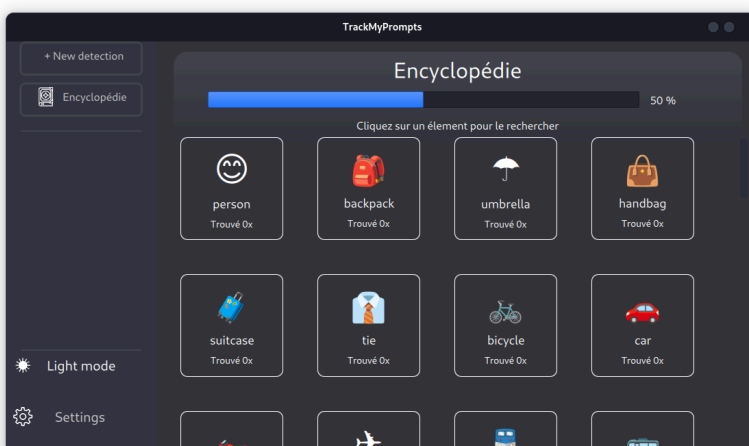 TrackMyPrompts
+ New detection
Encyclopédie
Encyclopédie
50 %
Cliquez sur un élement pour le rechercher
person
Trouvé 0x
backpack
Trouvé 0x
umbrella
Trouvé 0x
handbag
Trouvé 0x
suitcase
Trouvé 0x
tie
Trouvé 0x
bicycle
Trouvé 0x
car
Trouvé 0x
Light mode
Settings